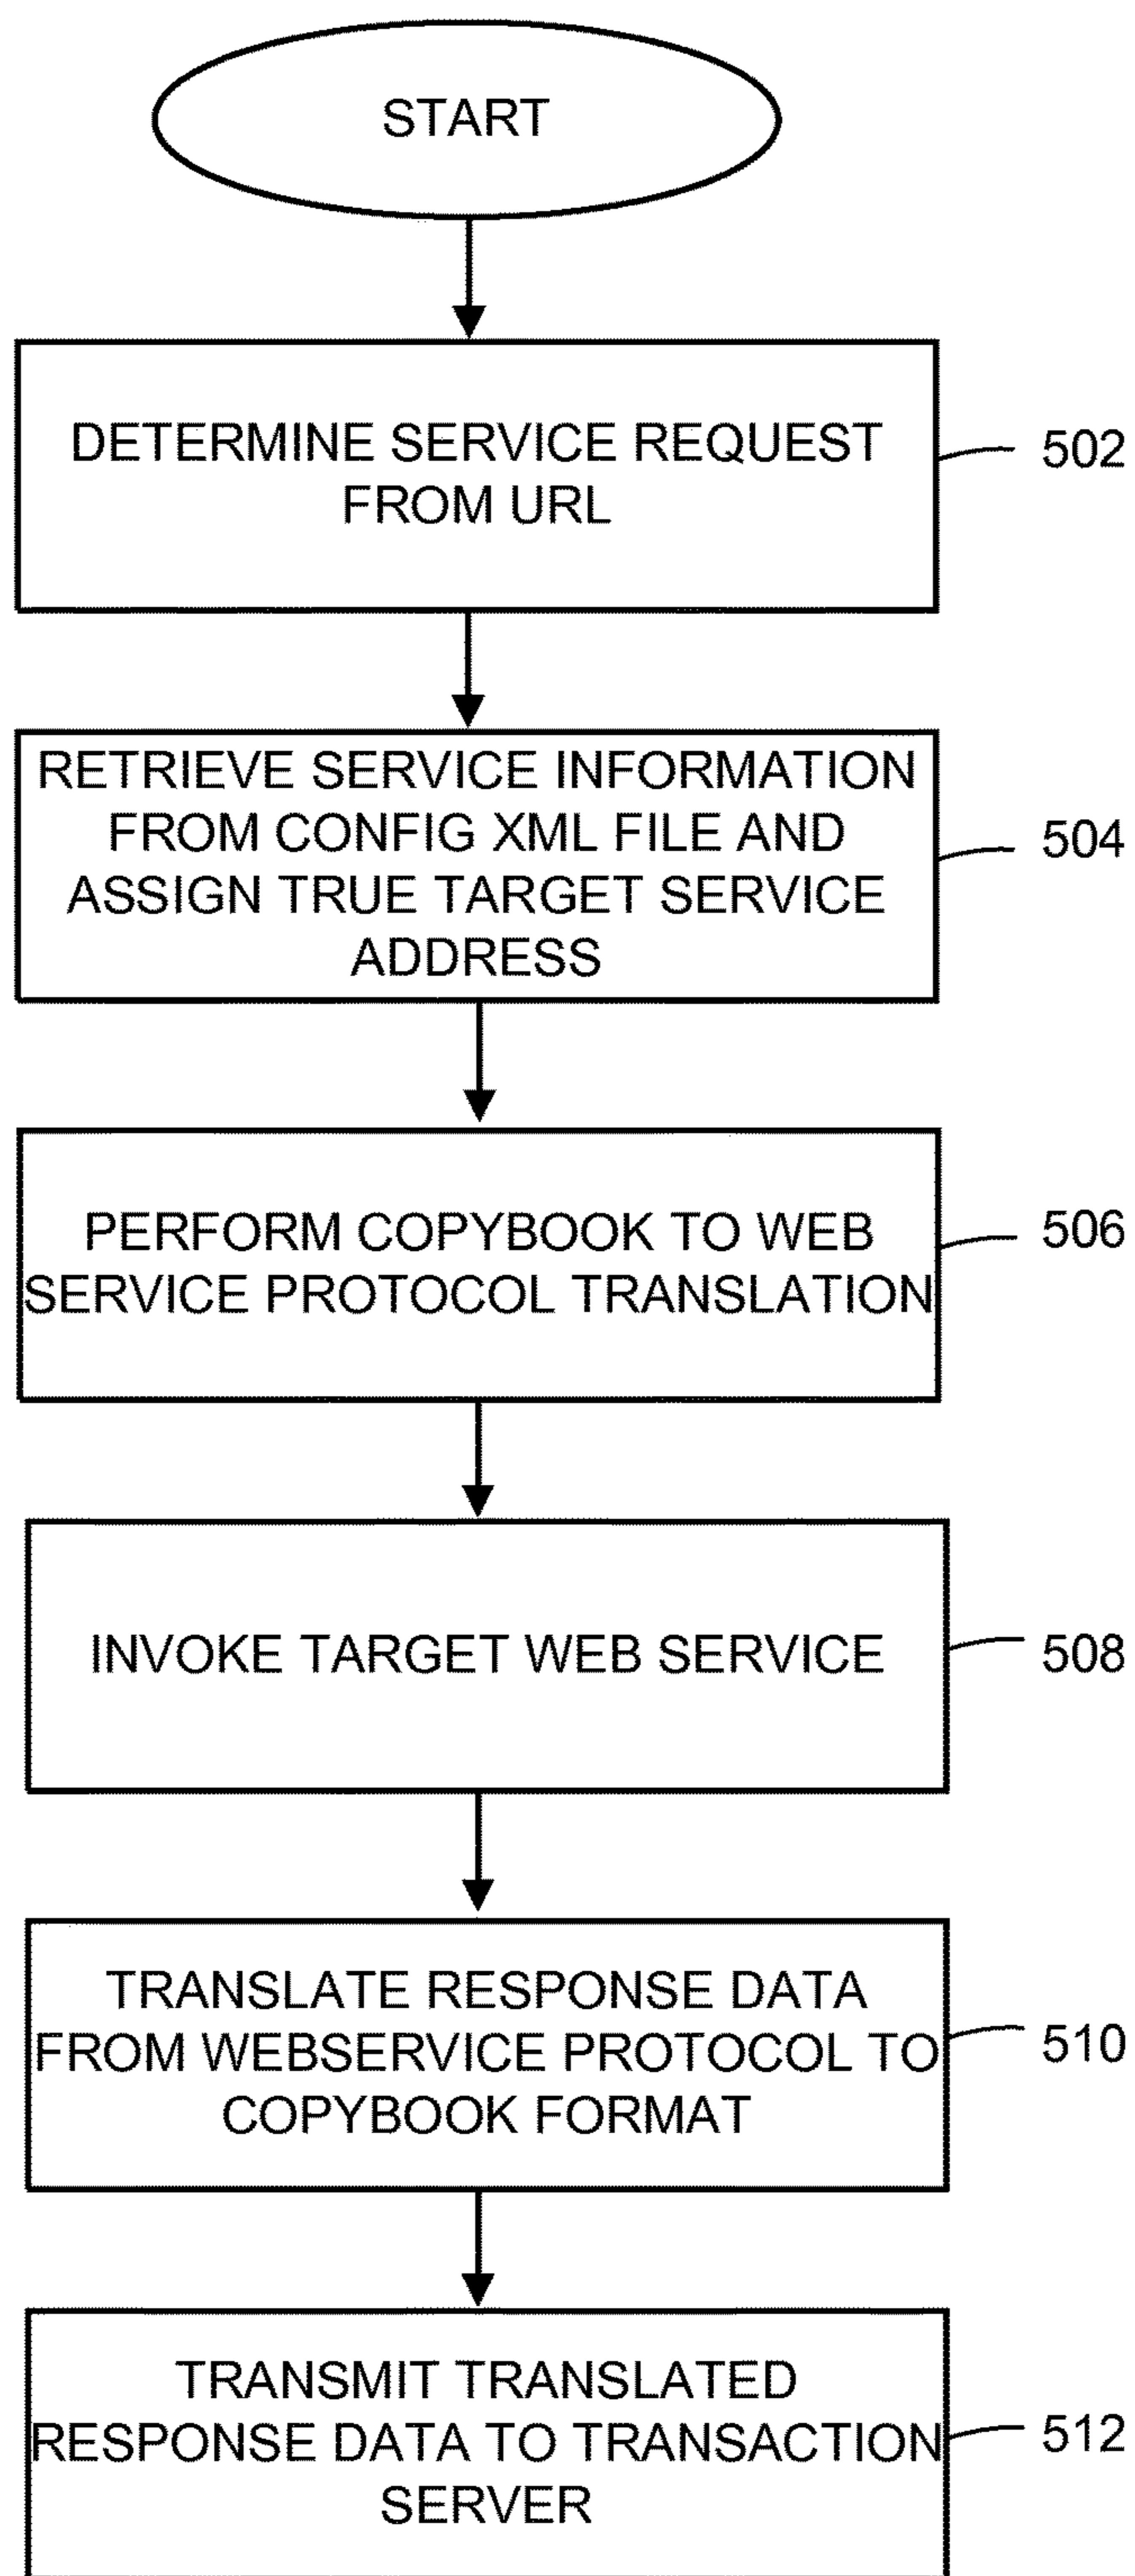 START
DETERMINE SERVICE REQUEST
FROM URL
502
RETRIEVE SERVICE INFORMATION
FROM CONFIG XML FILE AND
ASSIGN TRUE TARGET SERVICE
ADDRESS
504
PERFORM COPYBOOK TO WEB
SERVICE PROTOCOL TRANSLATION
506
INVOKE TARGET WEB SERVICE
508
TRANSLATE RESPONSE DATA
FROM WEBSERVICE PROTOCOL TO
COPYBOOK FORMAT
510
TRANSMIT TRANSLATED
RESPONSE DATA TO TRANSACTION
SERVER
512